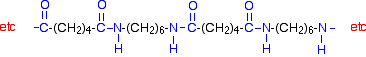 O O O O
etc -C-(CH₂)₄-C-N-(CH₂)₆-N-C-(CH₂)₄-C-N-(CH₂)₆-N- etc
H H H H